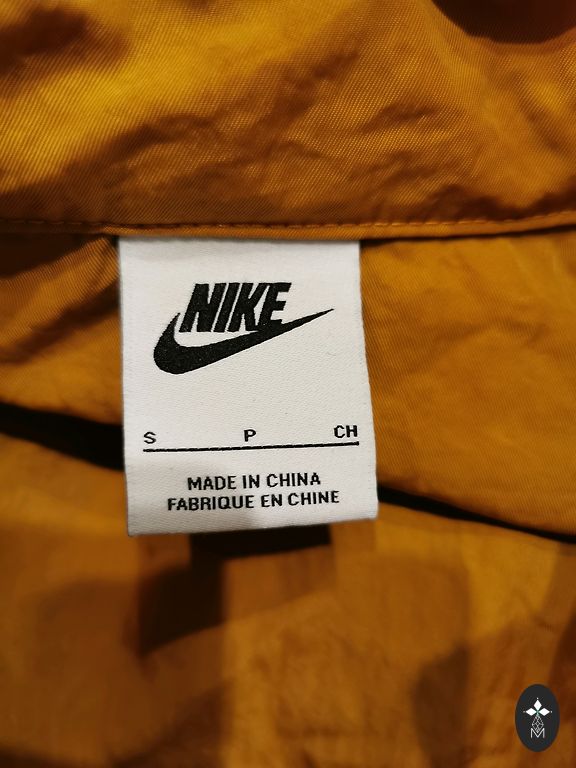 NIKE
S P CH
MADE IN CHINA
FABRIQUE EN CHINE
M